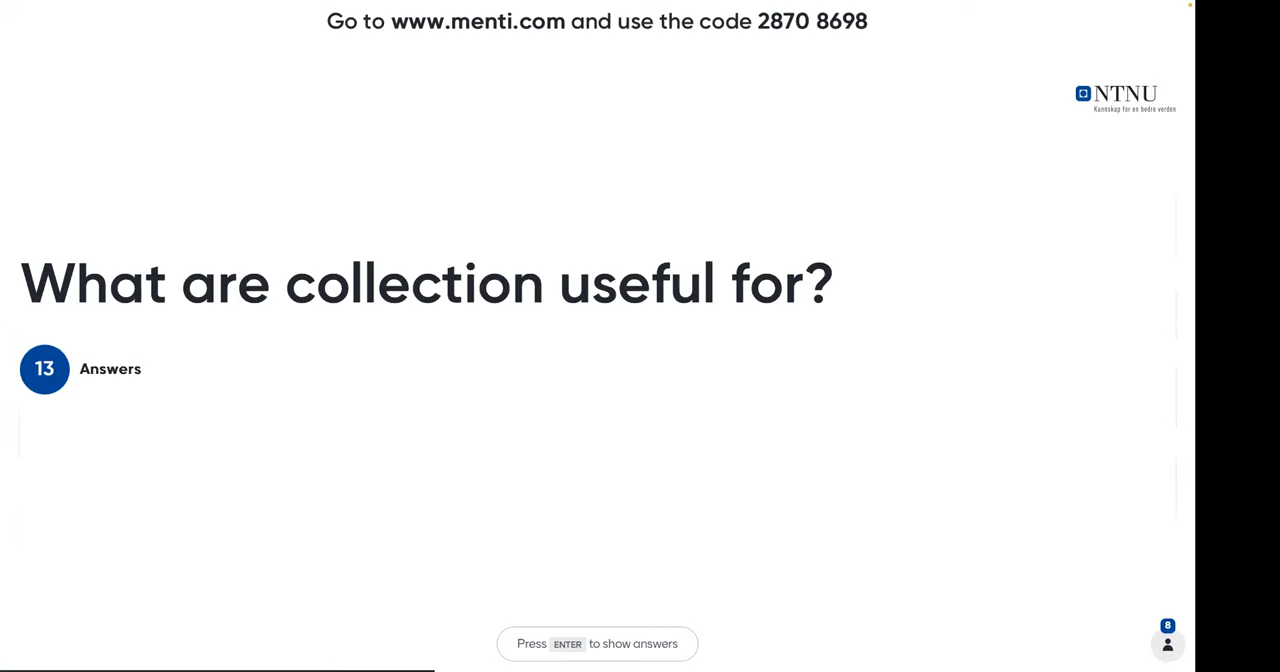 Go to www.menti.com and use the code 2870 8698
NTNU
Kunnskap for en bedre verden
What are collection useful for?
13 Answers
Press ENTER to show answers
8